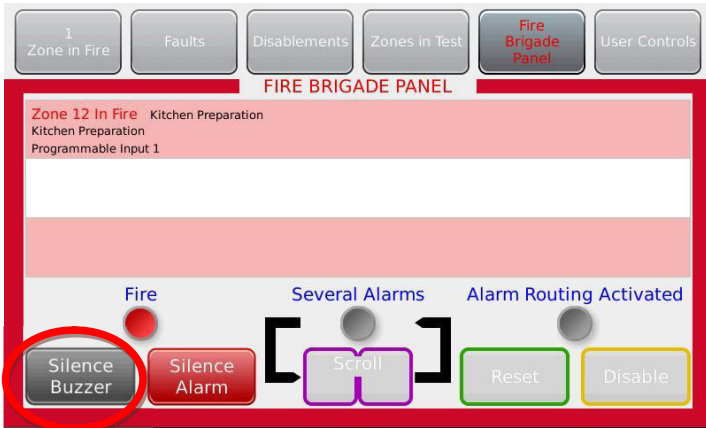 1
Zone in Fire
Faults
Disablements
Zones in Test
Fire
Brigade
Panel
User Controls
FIRE BRIGADE PANEL
Zone 12 In Fire Kitchen Preparation
Kitchen Preparation
Programmable Input 1
Fire
Several Alarms
Alarm Routing Activated
Silence
Buzzer
Silence
Alarm
Scroll
Reset
Disable